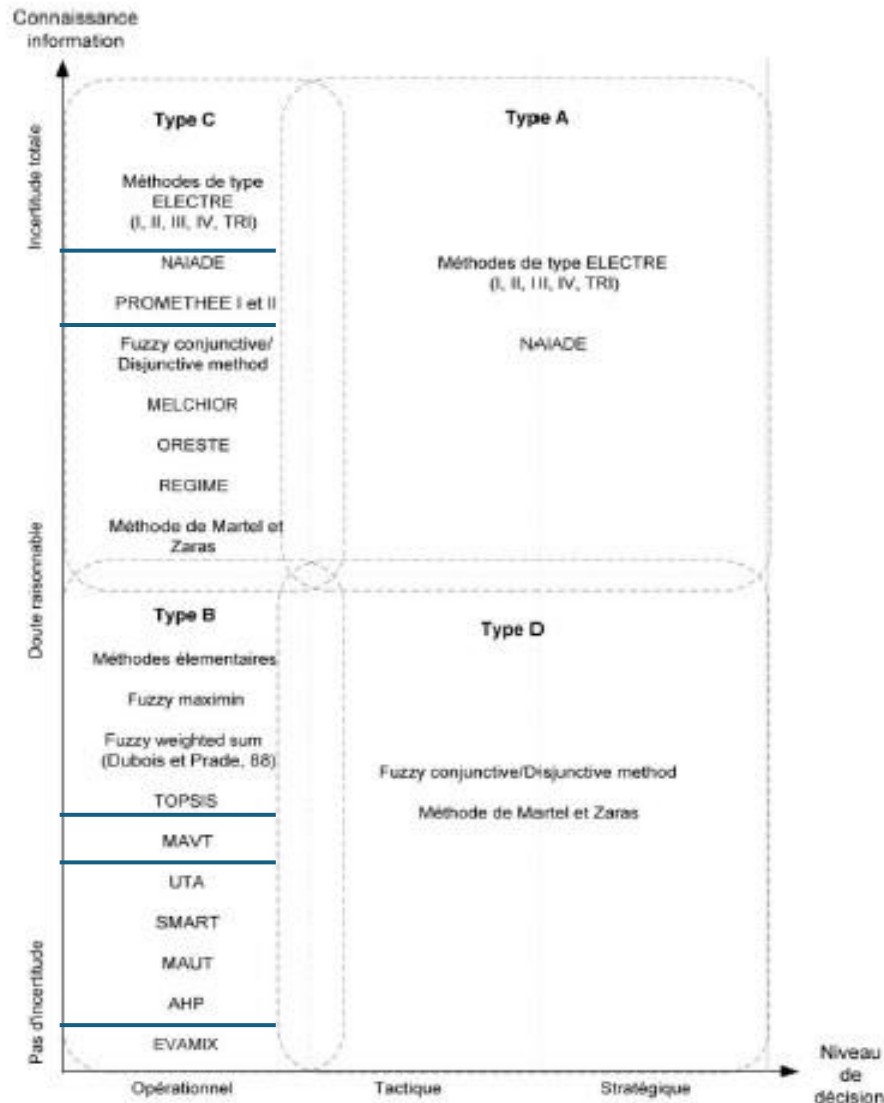 Connaissance
information
Incertitude totale
Doute raisonnable
Pas d'incertitude
Type C
Méthodes de type
ELECTRE
(I, II, III, IV, TRI)
NAIADE
PROMETHEE I et II
Fuzzy conjunctive/
Disjunctive method
MELCHIOR
ORESTE
REGIME
Méthode de Martel et
Zaras
Type A
Méthodes de type ELECTRE
(I, II, III, IV, TRI)
NAIADE
Type B
Méthodes élementaires
Fuzzy maximin
Fuzzy weighted sum
(Dubois et Prade, 88)
TOPSIS
MAVT
UTA
SMART
MAUT
AHP
EVAMIX
Type D
Fuzzy conjunctive/Disjunctive method
Méthode de Martel et Zaras
Opérationnel
Tactique
Stratégique
Niveau
de
décision